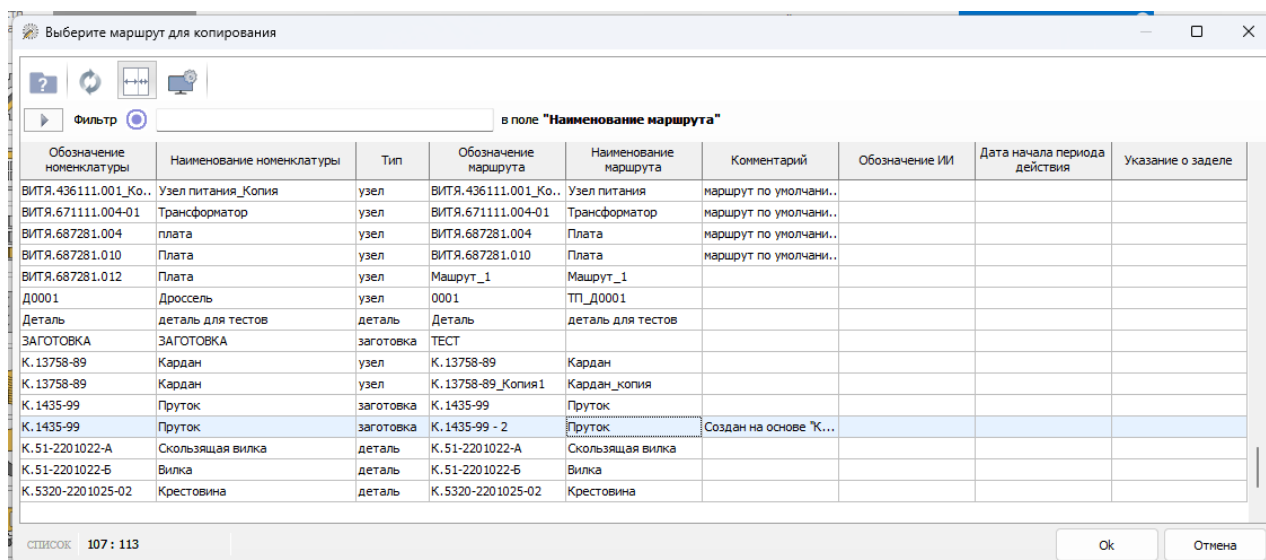 Выберите маршрут для копирования
Фильтр в поле "Наименование маршрута"
Обозначение номенклатуры Наименование номенклатуры Тип Обозначение маршрута Наименование маршрута Комментарий Обозначение ИИ Дата начала периода действия Указание о заделе
ВИТЯ.436111.001_Ко.. Узел питания_Копия узел ВИТЯ.436111.001_Ко.. Узел питания маршрут по умолчани..
ВИТЯ.671111.004-01 Трансформатор узел ВИТЯ.671111.004-01 Трансформатор маршрут по умолчани..
ВИТЯ.687281.004 плата узел ВИТЯ.687281.004 Плата маршрут по умолчани..
ВИТЯ.687281.010 Плата узел ВИТЯ.687281.010 Плата маршрут по умолчани..
ВИТЯ.687281.012 Плата узел Машрут_1 Машрут_1
Д0001 Дроссель узел 0001 ТП_Д0001
Деталь деталь для тестов деталь Деталь деталь для тестов
ЗАГОТОВКА ЗАГОТОВКА заготовка ТЕСТ
К.13758-89 Кардан узел К.13758-89 Кардан
К.13758-89 Кардан узел К.13758-89_Копия1 Кардан_копия
К.1435-99 Пруток заготовка К.1435-99 Пруток
К.1435-99 Пруток заготовка К.1435-99 - 2 Пруток Создан на основе "К...
К.51-2201022-А Скользящая вилка деталь К.51-2201022-А Скользящая вилка
К.51-2201022-Б Вилка деталь К.51-2201022-Б Вилка
К.5320-2201025-02 Крестовина деталь К.5320-2201025-02 Крестовина
СПИСОК 107 : 113
Ok Отмена